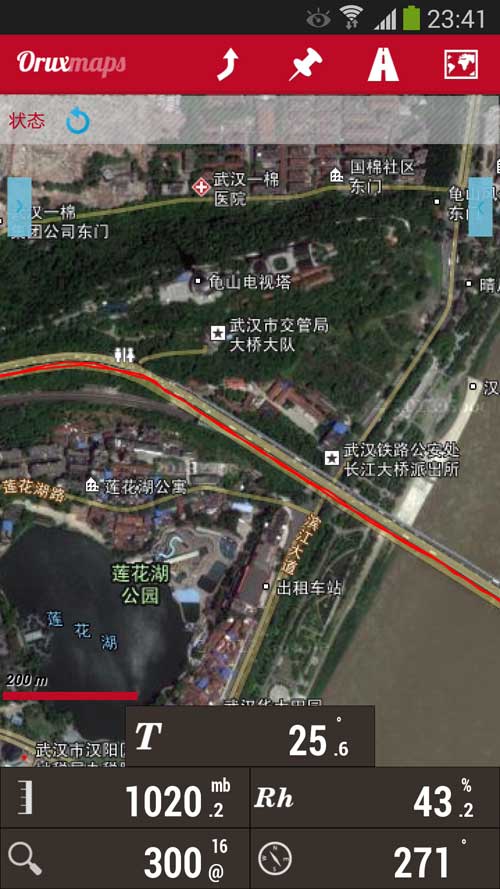 23:41
Oruxmaps
状态
武汉一棉
医院
国棉社区
东门
武汉一棉
集团公司东门
龟山电视塔
武汉市交管局
大桥大队
武汉铁路公安处
长江大桥派出所
莲花湖路
莲花湖公寓
滨江大道
莲花湖
公园
出租车站
莲花湖
200 m
T 25°.6
1020 mb .2
Rh 43 % .2
300 16 @
271°